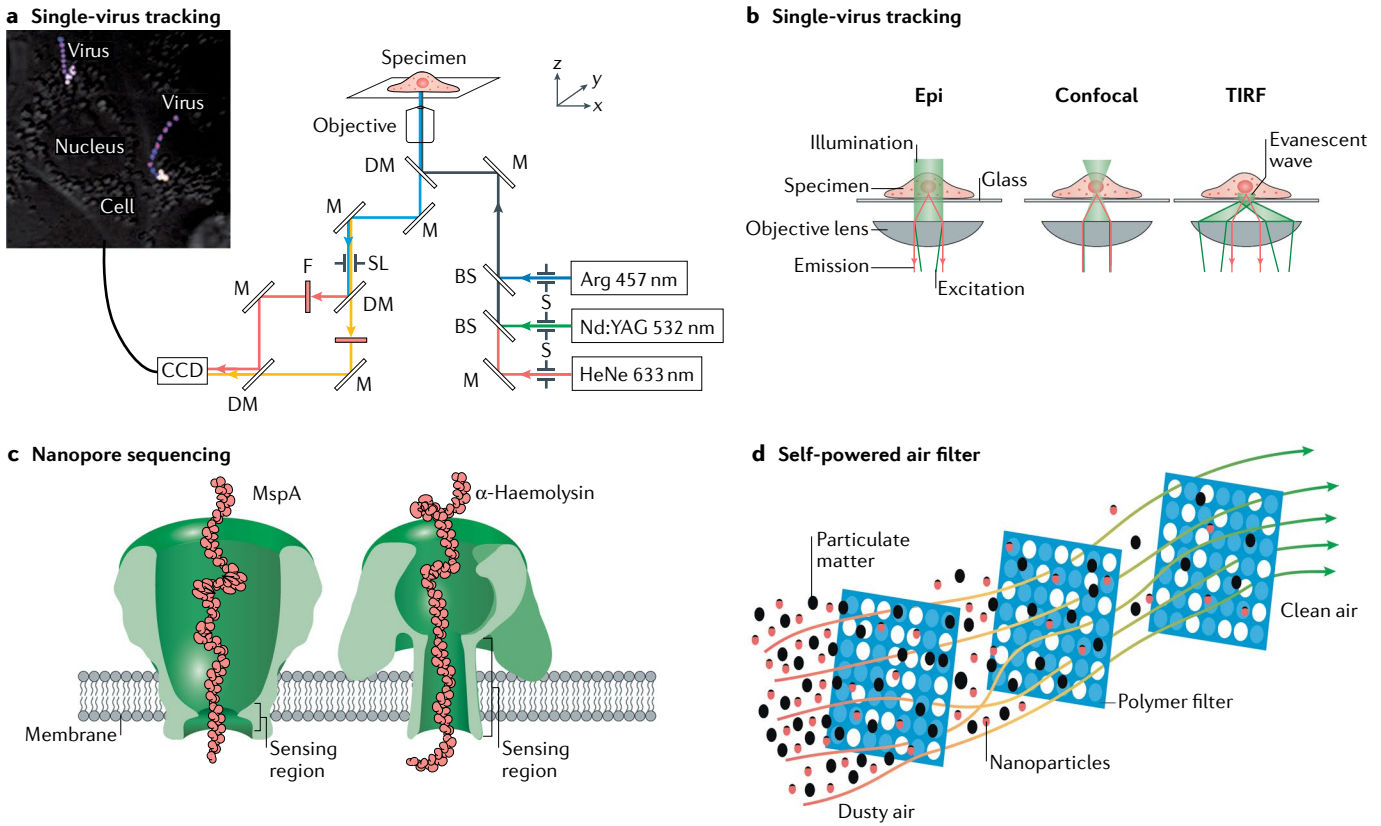 a Single-virus tracking
Virus
Virus
Nucleus
Cell
Specimen
z
y
x
Objective
DM
M
M
M
SL
F
M
DM
CCD
DM
M
BS
Arg 457 nm
S
BS
Nd:YAG 532 nm
S
M
HeNe 633 nm
b Single-virus tracking
Epi
Confocal
TIRF
Illumination
Evanescent
wave
Specimen
Glass
Objective lens
Emission
Excitation
c Nanopore sequencing
MspA
α-Haemolysin
Membrane
Sensing
region
Sensing
region
d Self-powered air filter
Particulate
matter
Clean air
Polymer filter
Nanoparticles
Dusty air